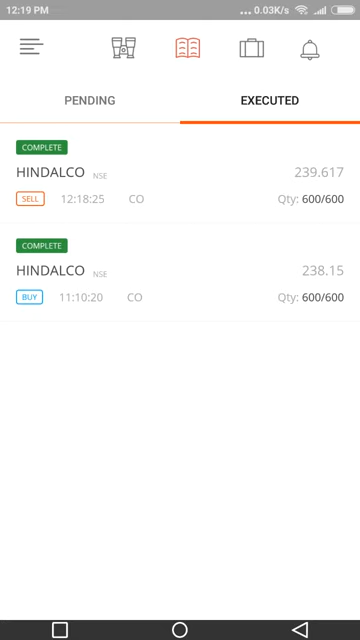 12:19 PM ... 0.03K/s
PENDING EXECUTED
COMPLETE
HINDALCO NSE 239.617
SELL 12:18:25 CO Qty: 600/600
COMPLETE
HINDALCO NSE 238.15
BUY 11:10:20 CO Qty: 600/600